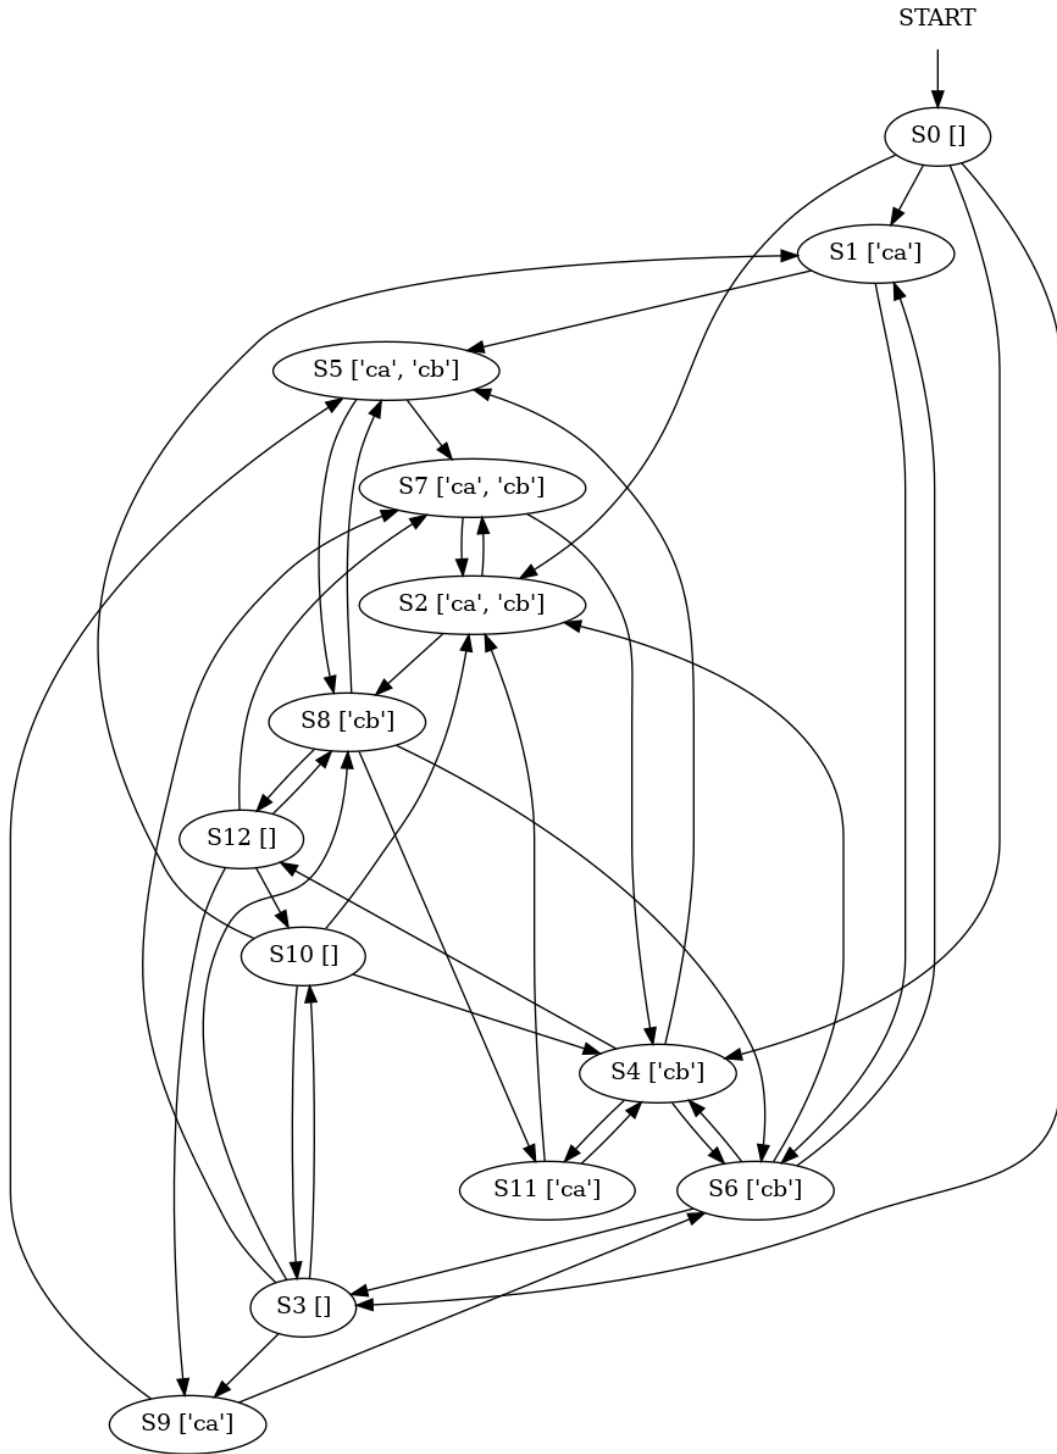 START
S0 []
S1 ['ca']
S5 ['ca', 'cb']
S7 ['ca', 'cb']
S2 ['ca', 'cb']
S8 ['cb']
S12 []
S10 []
S4 ['cb']
S11 ['ca']
S6 ['cb']
S3 []
S9 ['ca']